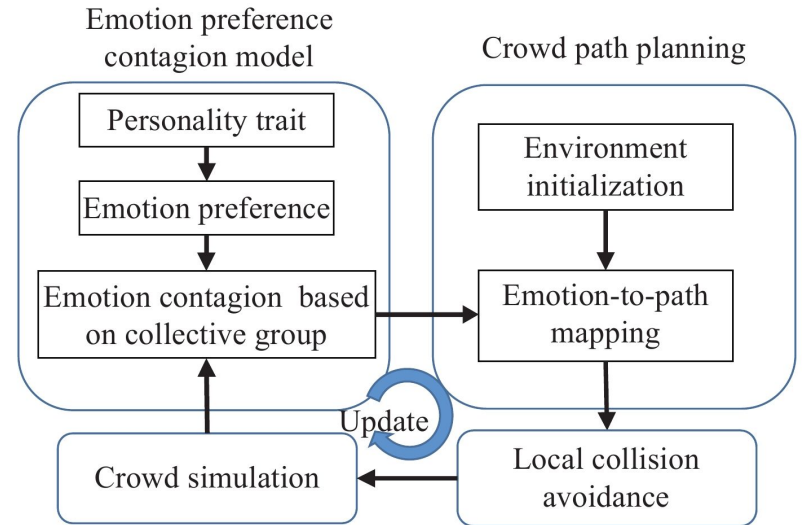 Emotion preference
contagion model
Personality trait
Emotion preference
Emotion contagion based
on collective group
Crowd path planning
Environment
initialization
Emotion-to-path
mapping
Update
Crowd simulation
Local collision
avoidance